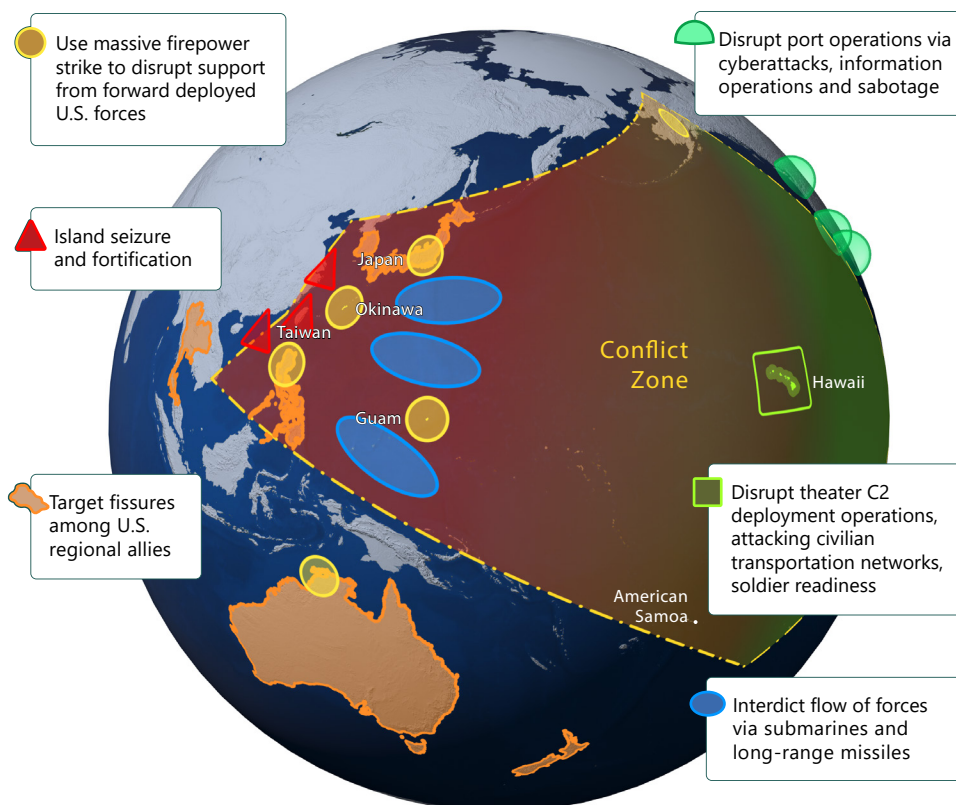 Use massive firepower
strike to disrupt support
from forward deployed
U.S. forces
Disrupt port operations via
cyberattacks, information
operations and sabotage
Island seizure
and fortification
Japan
Okinawa
Taiwan
Conflict
Zone
Hawaii
Guam
Target fissures
among U.S.
regional allies
Disrupt theater C2
deployment operations,
attacking civilian
transportation networks,
soldier readiness
American
Samoa
Interdict flow of forces
via submarines and
long-range missiles